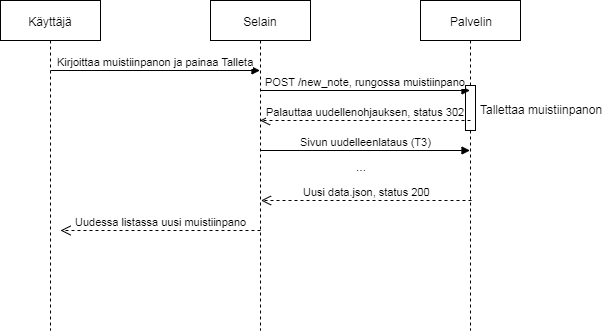 Käyttäjä
Selain
Palvelin
Kirjoittaa muistiinpanon ja painaa Talleta
POST /new_note, rungossa muistiinpano
Tallettaa muistiinpanon
Palauttaa uudellenohjauksen, status 302
Sivun uudelleenlataus (T3)
...
Uusi data.json, status 200
Uudessa listassa uusi muistiinpano